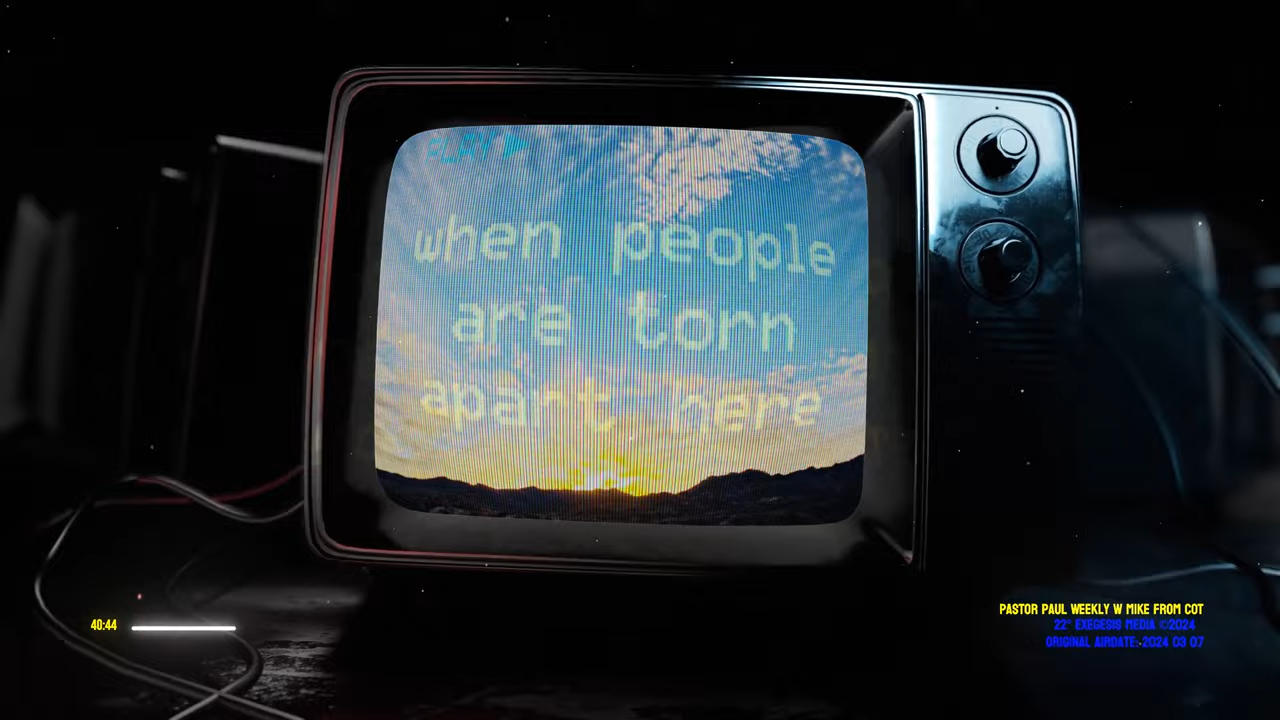 PLAY
when people
are torn
apart here
40:44
PASTOR PAUL WEEKLY W MIKE FROM COT
22° EXEGESIS MEDIA ©2024
ORIGINAL AIRDATE: 2024 03 07